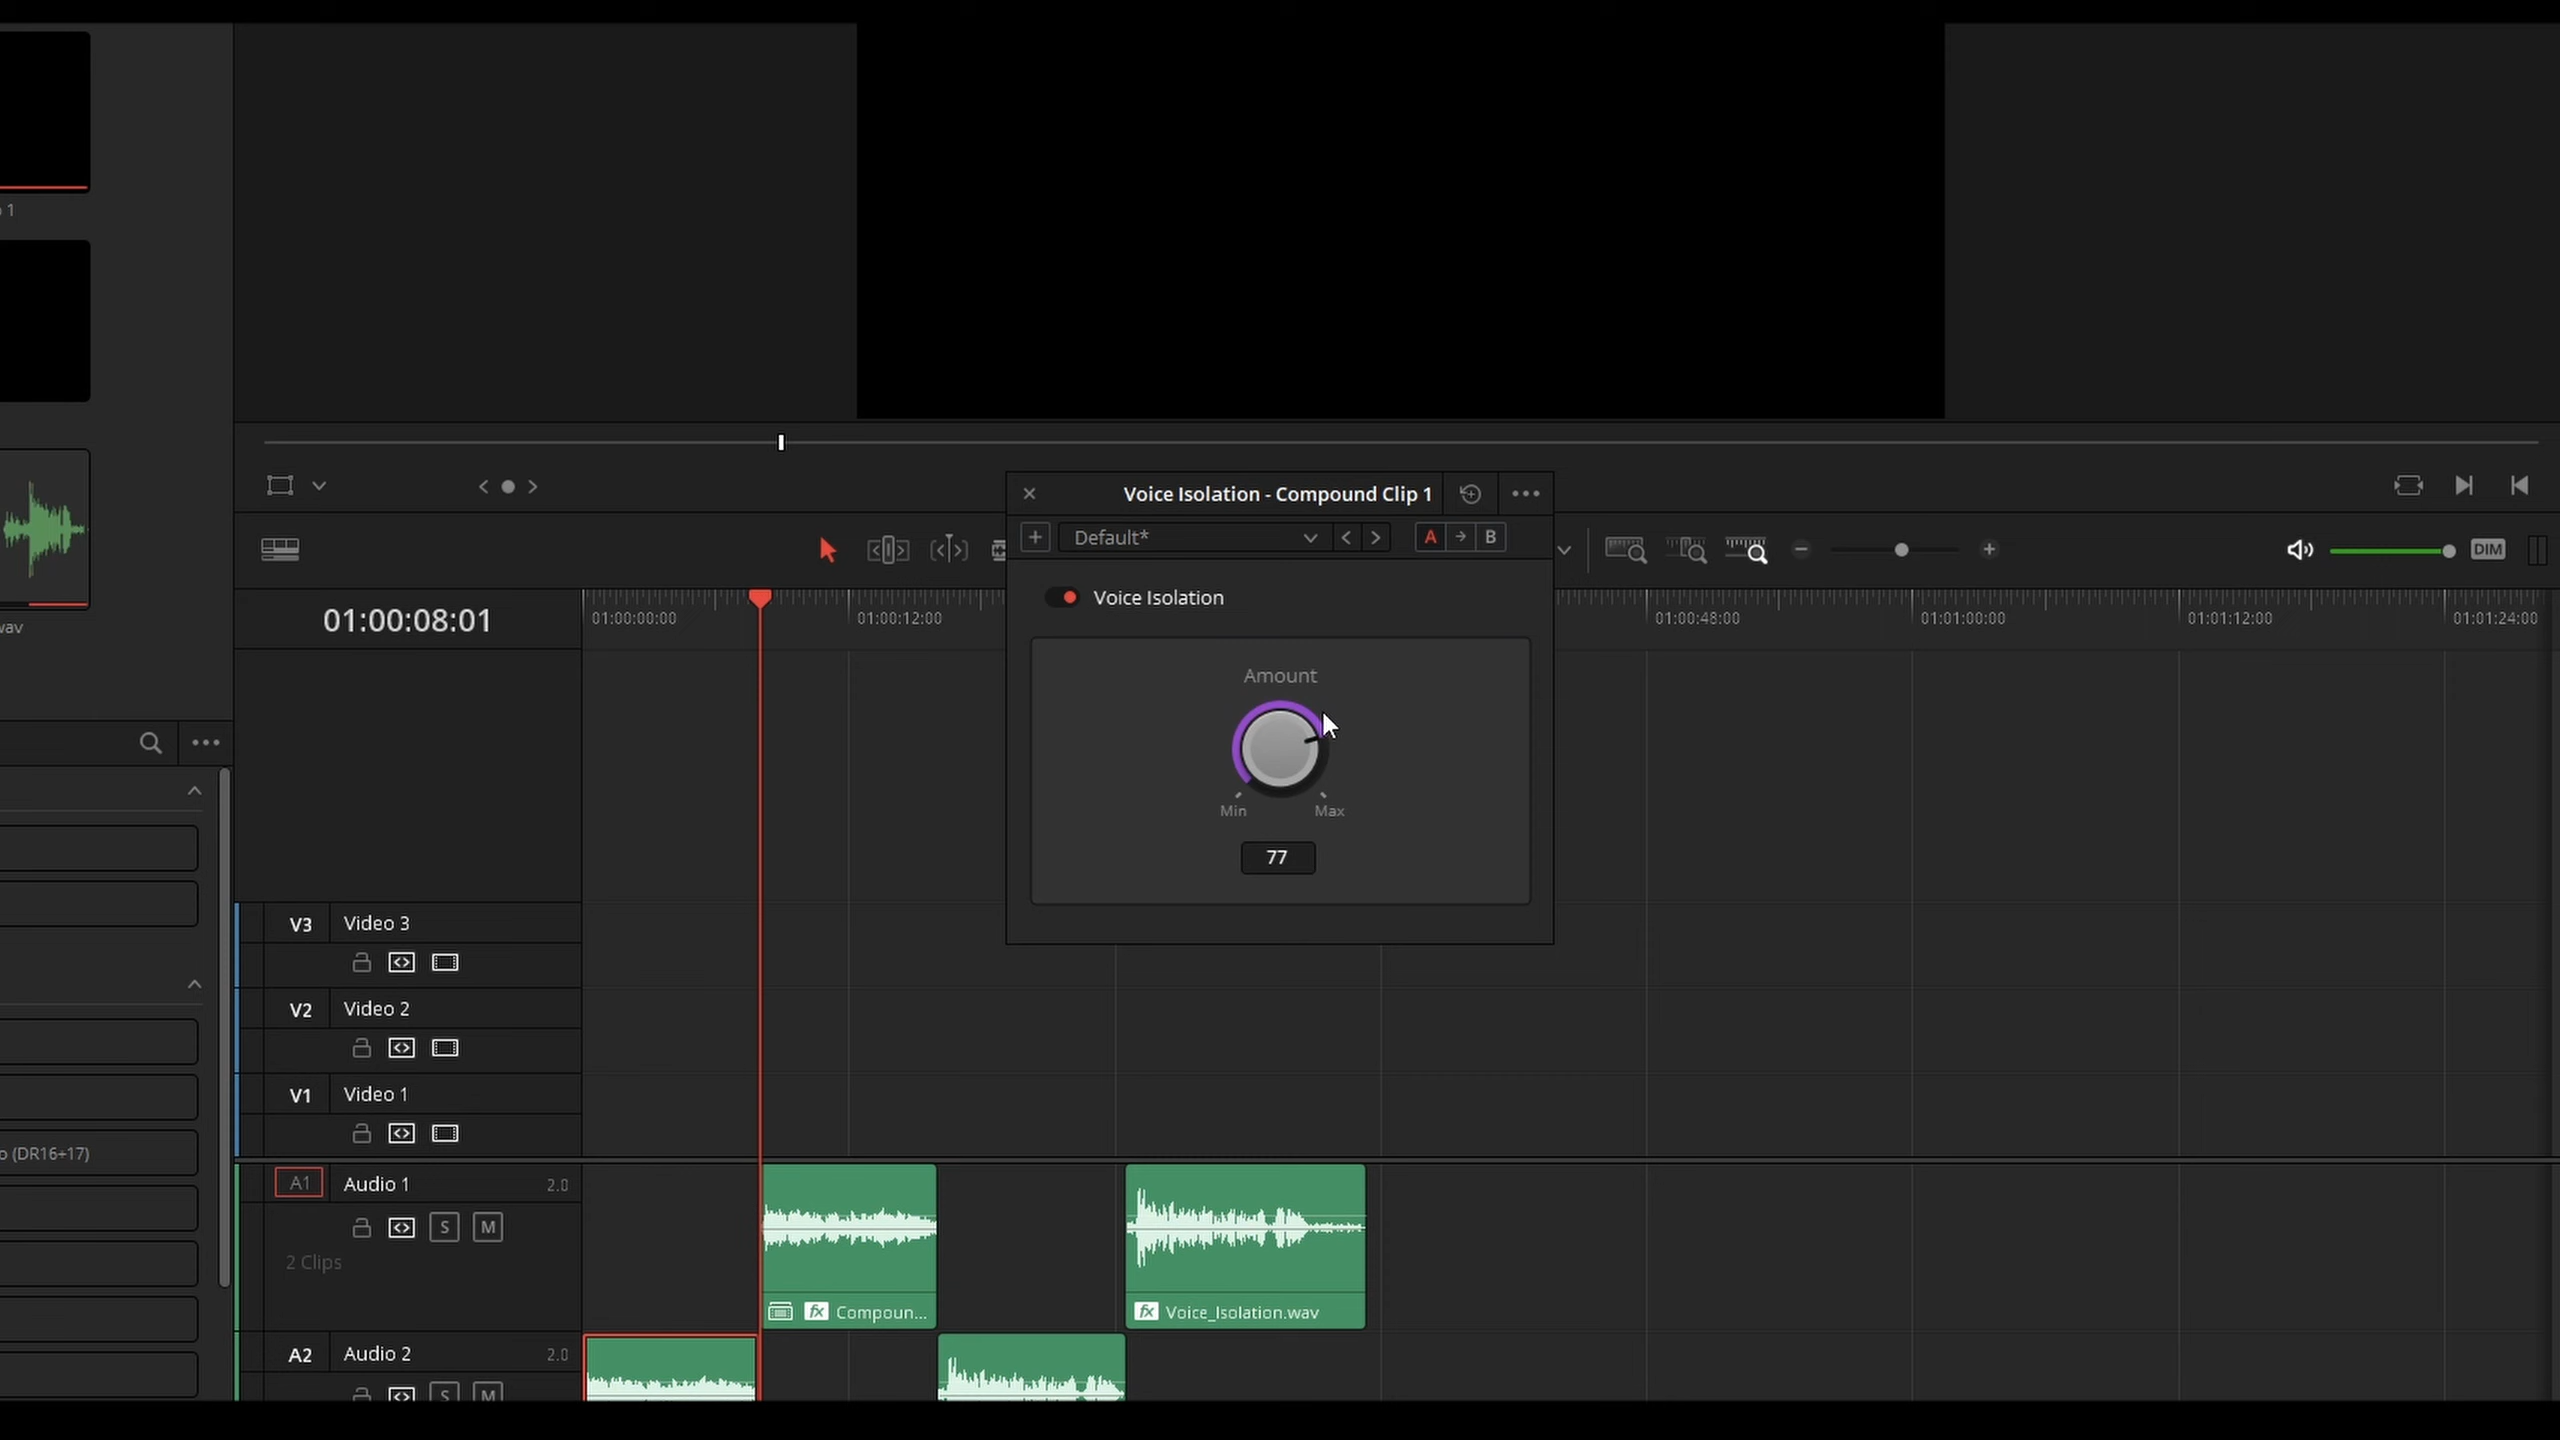 1
wav
Voice Isolation - Compound Clip 1
Default*
A
B
DIM
Voice Isolation
Amount
Min
Max
77
01:00:08:01
01:00:00:00
01:00:12:00
01:00:48:00
01:01:00:00
01:01:12:00
01:01:24:00
V3 Video 3
V2 Video 2
V1 Video 1
o (DR16+17)
A1 Audio 1 2.0
S M
2 Clips
fx Compoun...
fx Voice_Isolation.wav
A2 Audio 2 2.0
S M